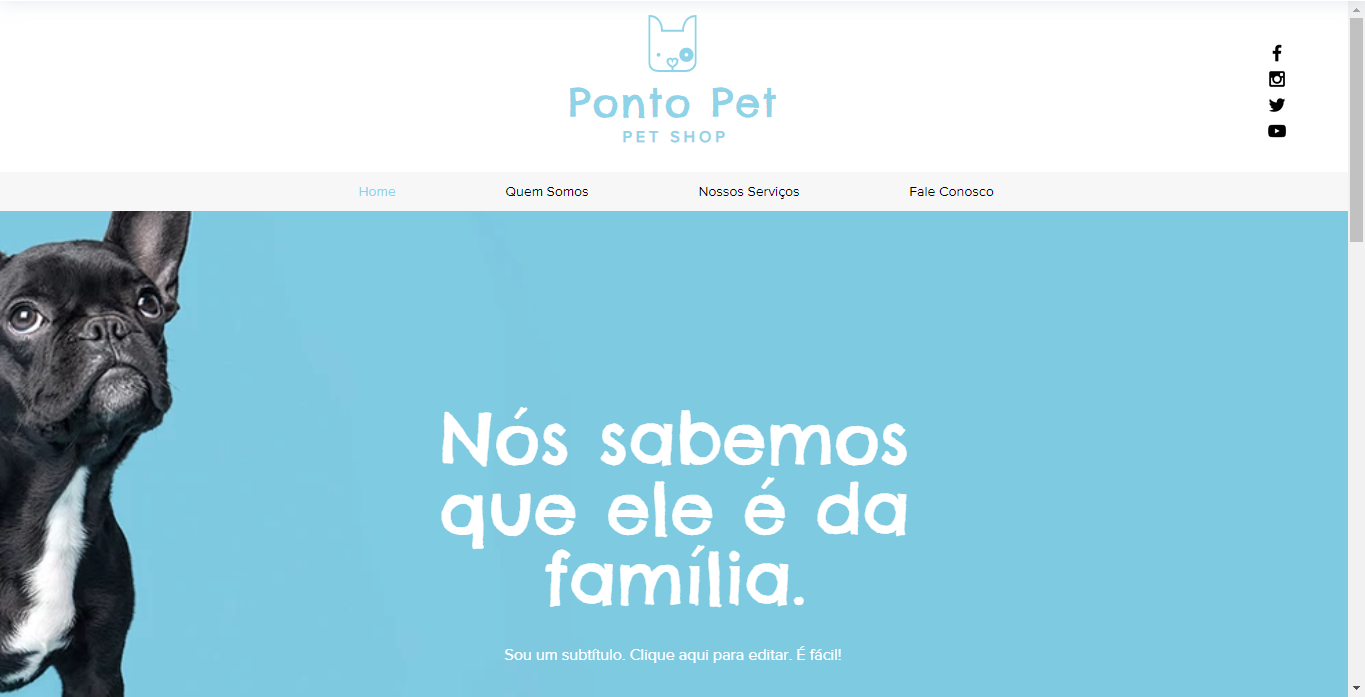 Ponto Pet
PET SHOP
Home Quem Somos Nossos Serviços Fale Conosco
Nós sabemos
que ele é da
família.
Sou um subtítulo. Clique aqui para editar. É fácil!